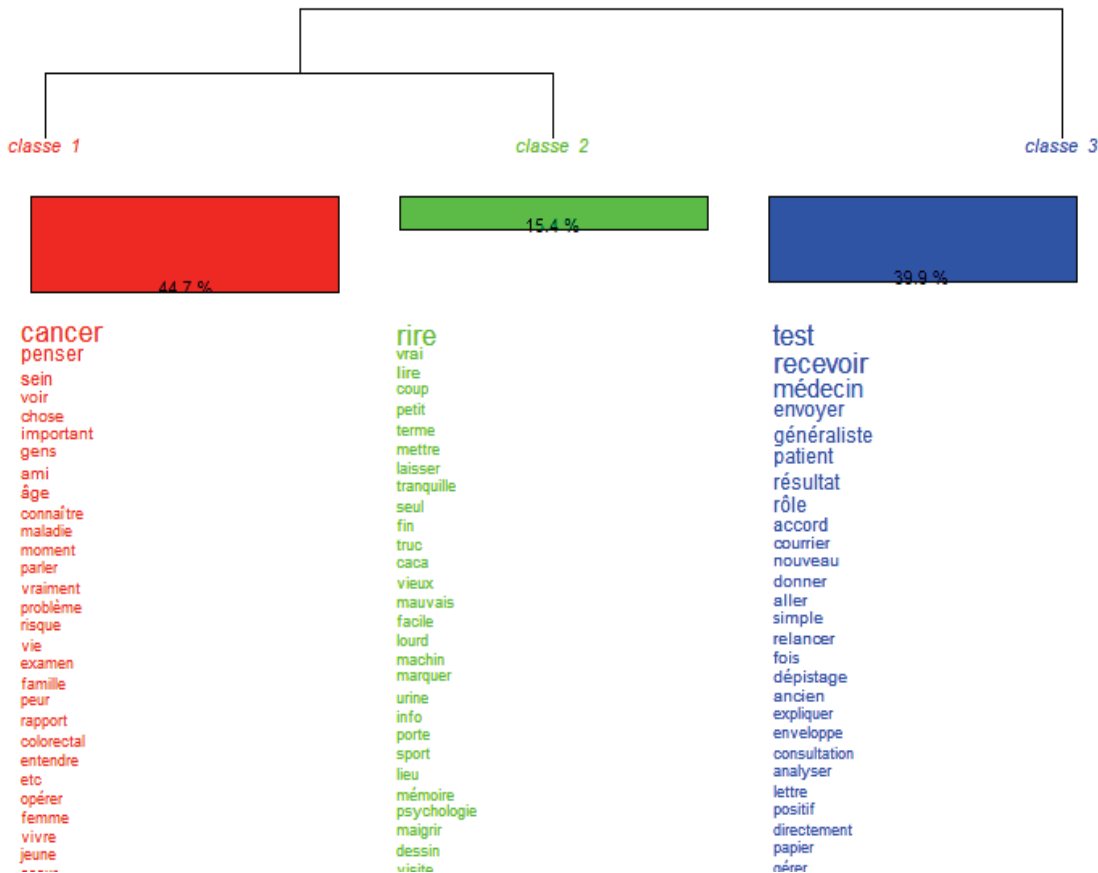 classe 1
classe 2
classe 3
44.7 %
15.4 %
39.9 %
cancer
penser
sein
voir
chose
important
gens
ami
âge
connaître
maladie
moment
parler
vraiment
problème
risque
vie
examen
famille
peur
rapport
colorectal
entendre
etc
opérer
femme
vivre
jeune
rire
vrai
lire
coup
petit
terme
mettre
laisser
tranquille
seul
fin
truc
caca
vieux
mauvais
facile
lourd
machin
marquer
urine
info
porte
sport
lieu
mémoire
psychologie
maigrir
dessin
visite
test
recevoir
médecin
envoyer
généraliste
patient
résultat
rôle
accord
courrier
nouveau
donner
aller
simple
relancer
fois
dépistage
ancien
expliquer
enveloppe
consultation
analyser
lettre
positif
directement
papier
gérer